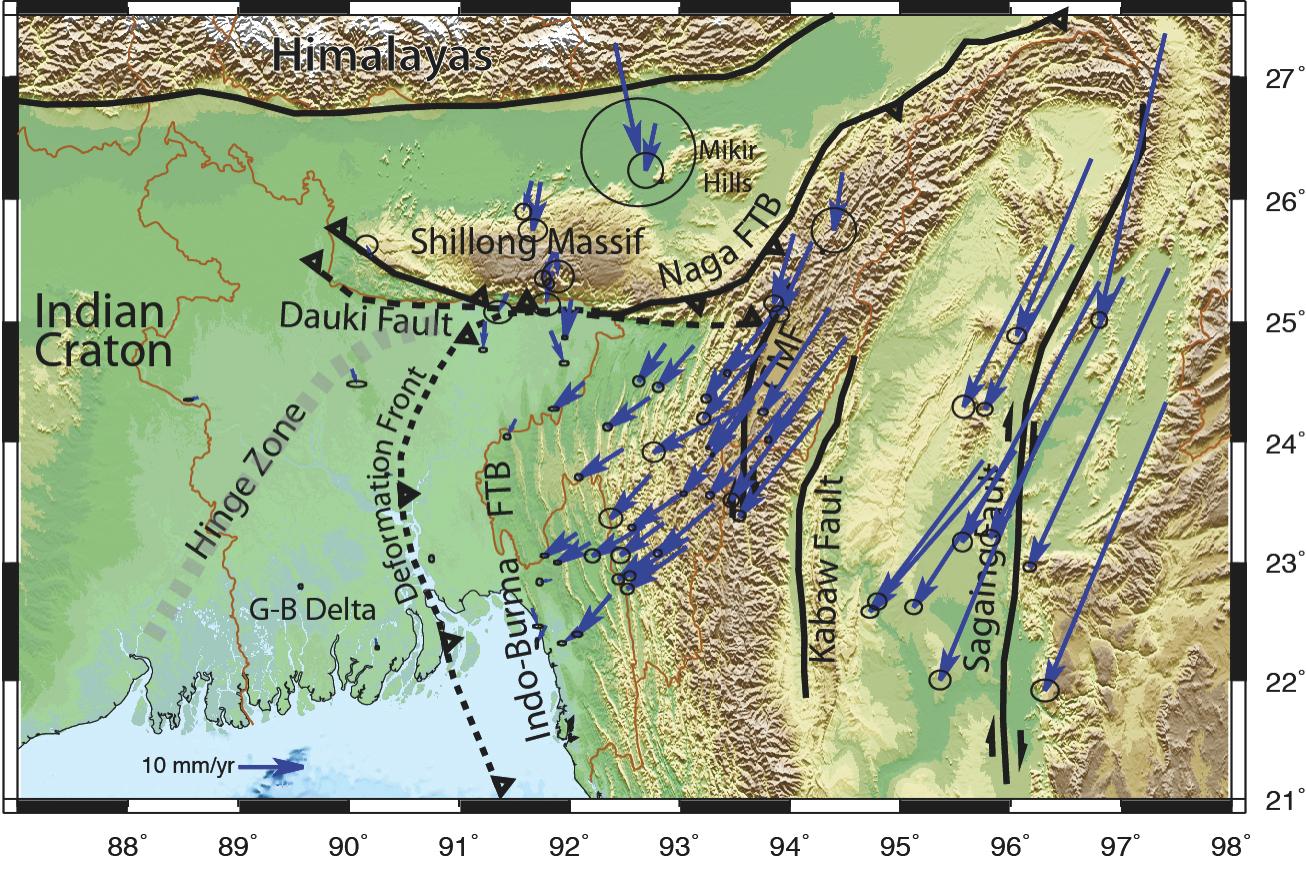 Himalayas
27°
Mikir
Hills
26°
Shillong Massif
Naga FTB
Indian
Craton
Dauki Fault
25°
CMF
Hinge Zone
Deformation Front
24°
FTB
Indo-Burma
Kabaw Fault
Sagaing Fault
23°
G-B Delta
22°
10 mm/yr
21°
88° 89° 90° 91° 92° 93° 94° 95° 96° 97° 98°